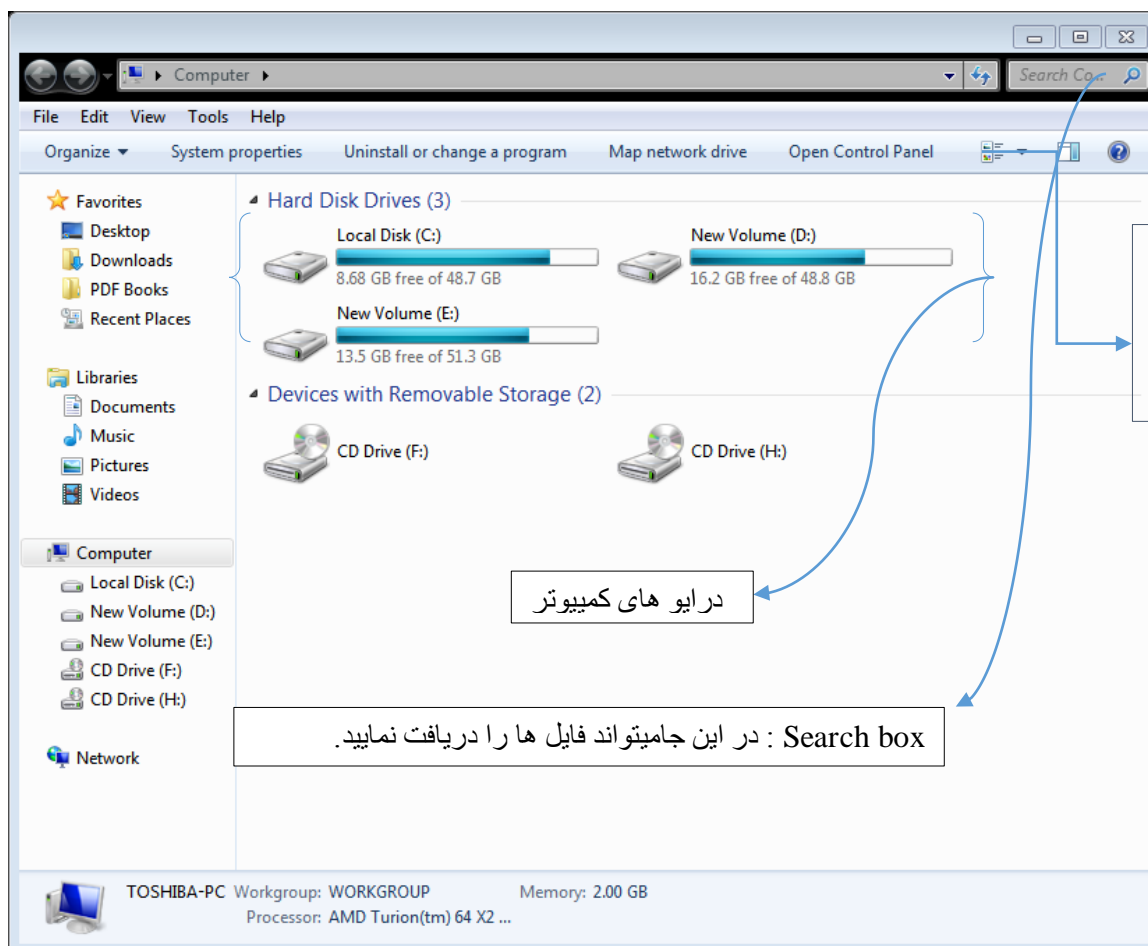 Computer
Search Co...
File Edit View Tools Help
Organize System properties Uninstall or change a program Map network drive Open Control Panel
Favorites
Desktop
Downloads
PDF Books
Recent Places
Libraries
Documents
Music
Pictures
Videos
Computer
Local Disk (C:)
New Volume (D:)
New Volume (E:)
CD Drive (F:)
CD Drive (H:)
Network
Hard Disk Drives (3)
Local Disk (C:)
8.68 GB free of 48.7 GB
New Volume (D:)
16.2 GB free of 48.8 GB
New Volume (E:)
13.5 GB free of 51.3 GB
Devices with Removable Storage (2)
CD Drive (F:)
CD Drive (H:)
درایو های کمپیوتر
Search box : در این جامیتواند فایل ها را دریافت نمایید.
TOSHIBA-PC Workgroup: WORKGROUP Memory: 2.00 GB
Processor: AMD Turion(tm) 64 X2 ...